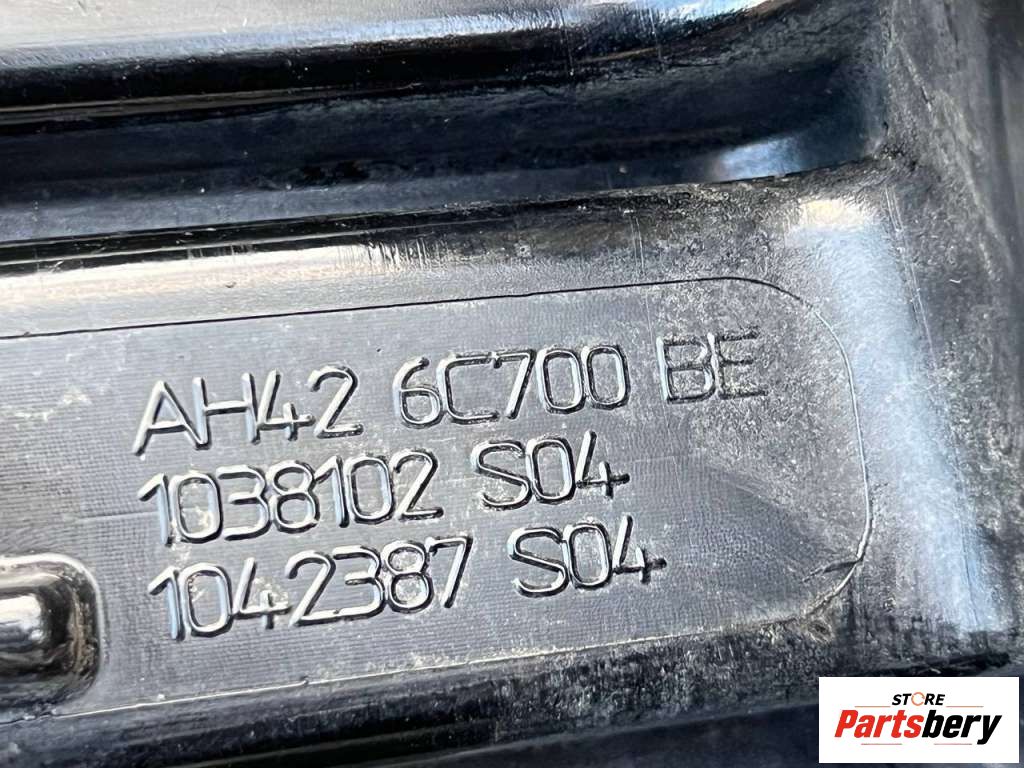 AH42 6C700 BE
1038102 S04
1042387 S04
STORE
Partsbery